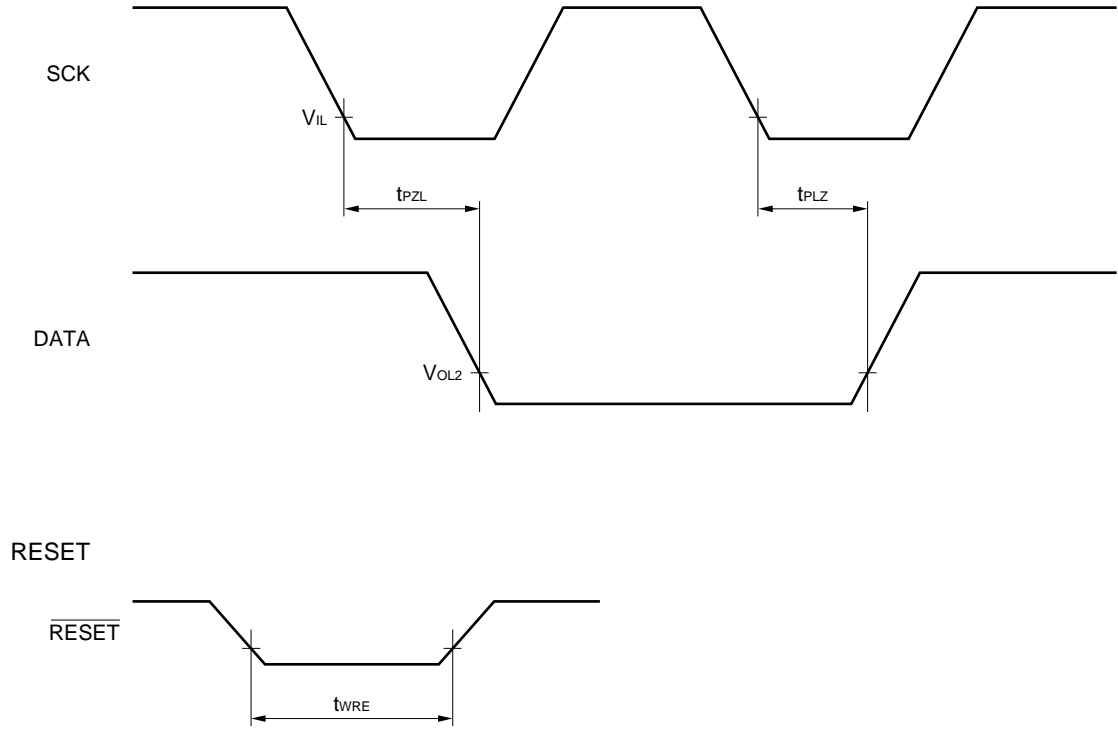 SCK
VIL
tPZL
tPLZ
DATA
VOL2
RESET
RESET
tWRE